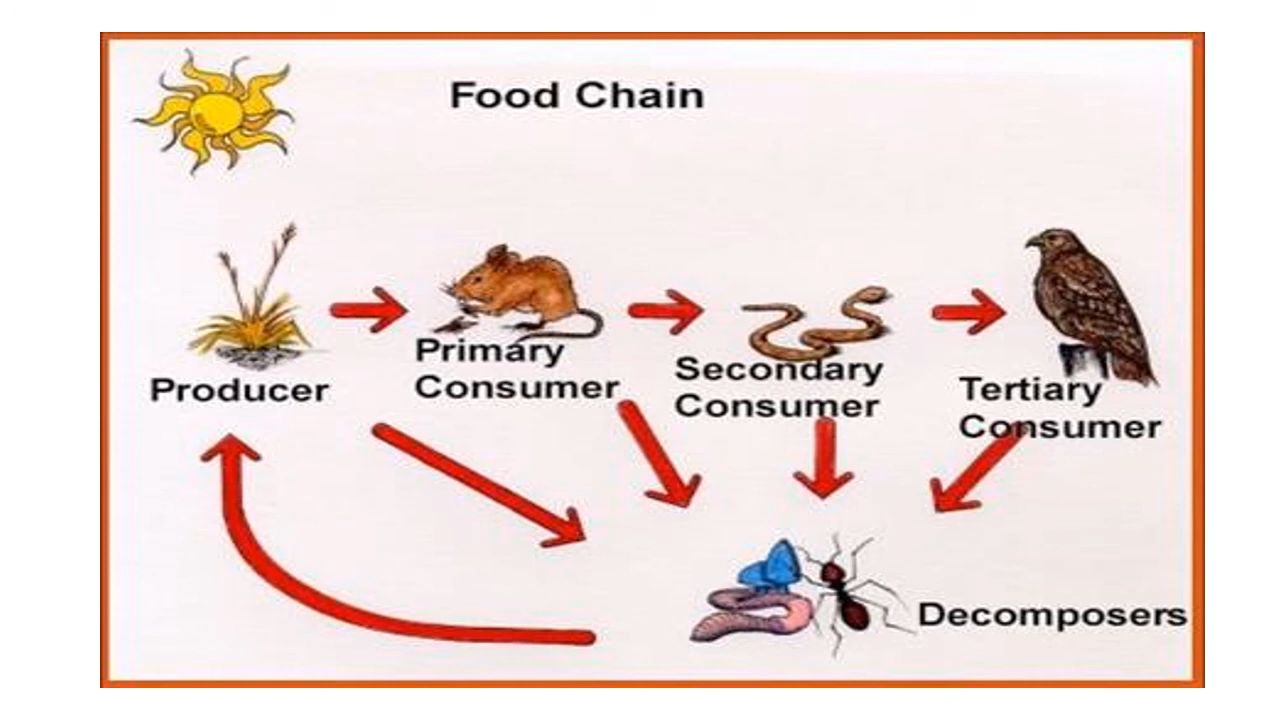 Food Chain
Producer
Primary
Consumer
Secondary
Consumer
Tertiary
Consumer
Decomposers